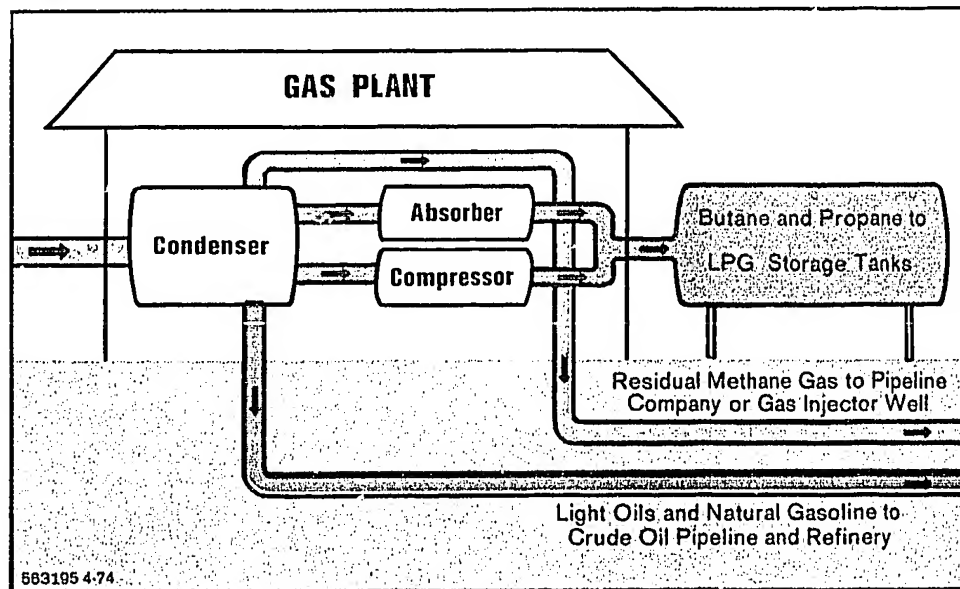 GAS PLANT
Condenser
Absorber
Compressor
Butane and Propane to
LPG Storage Tanks
Residual Methane Gas to Pipeline
Company or Gas Injector Well
Light Oils and Natural Gasoline to
Crude Oil Pipeline and Refinery
563195 4-74